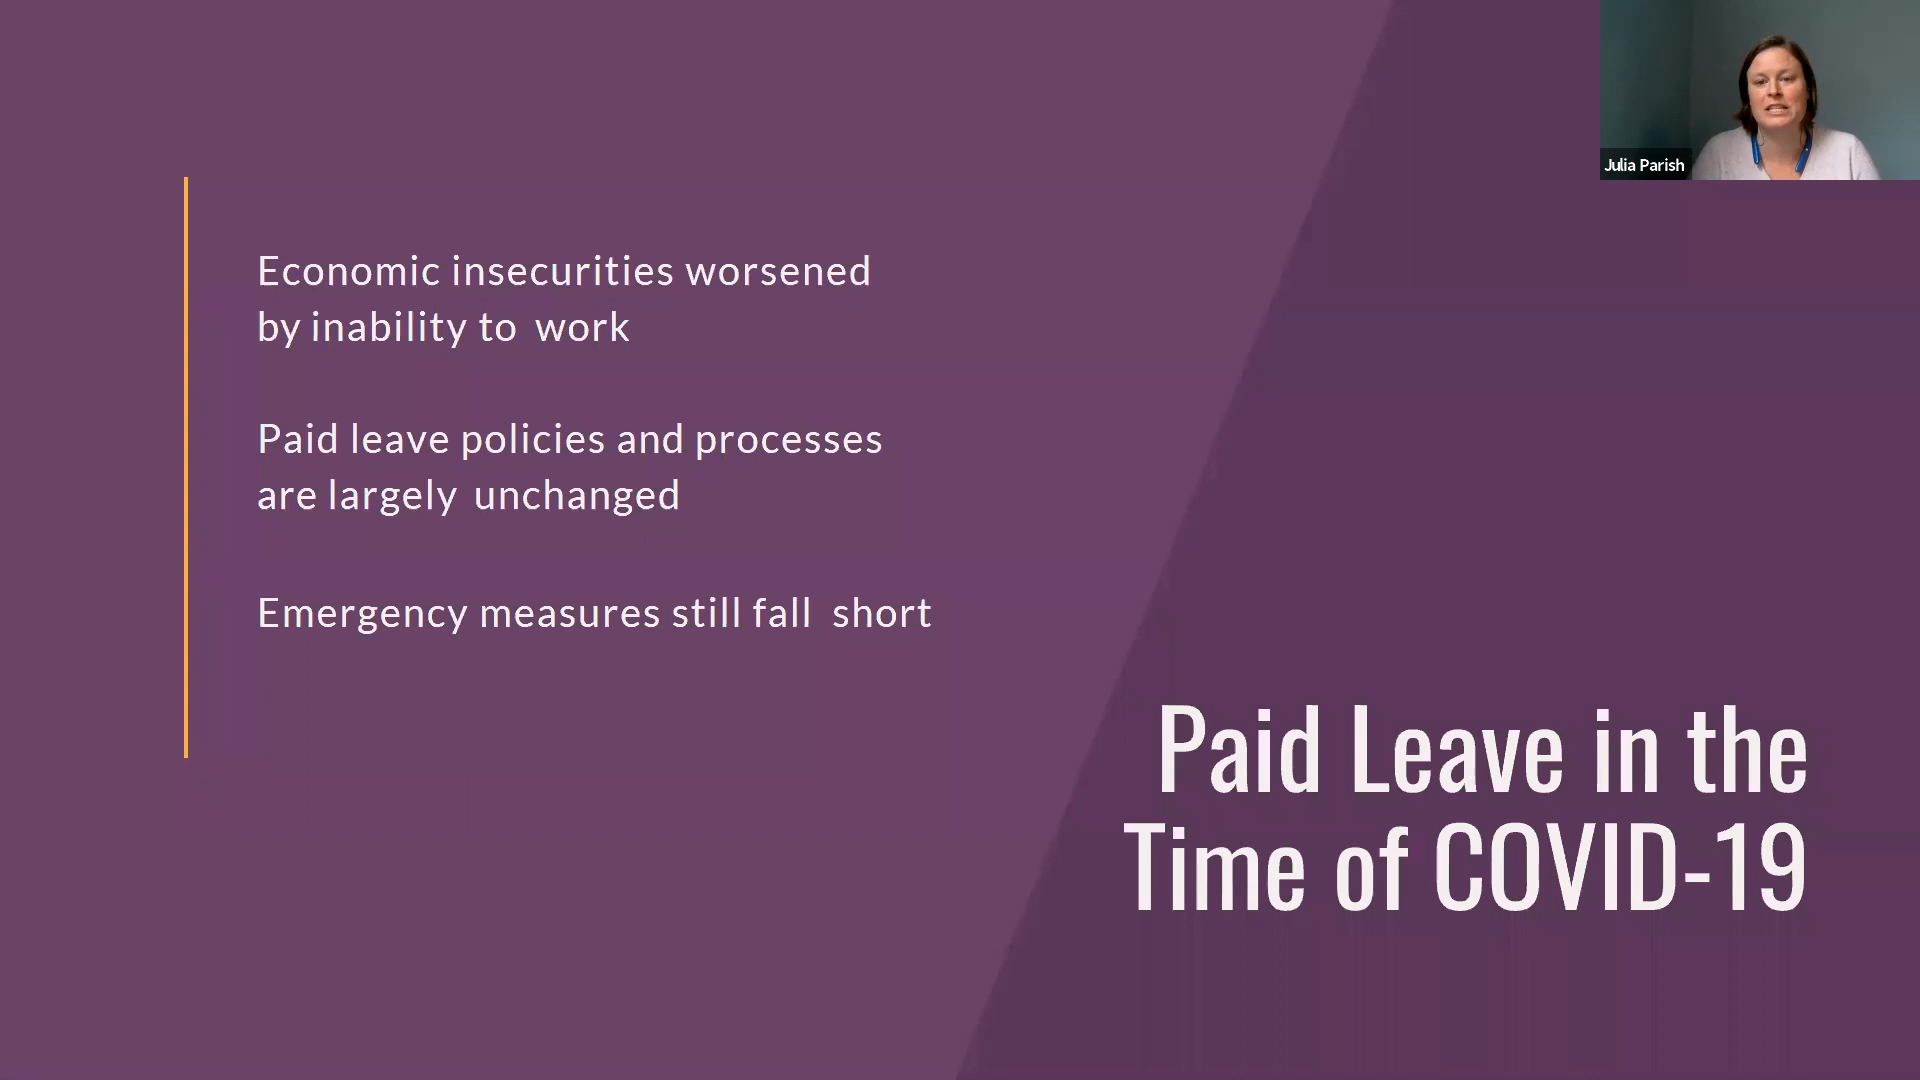 Julia Parish
Economic insecurities worsened
by inability to work
Paid leave policies and processes
are largely unchanged
Emergency measures still fall short
Paid Leave in the
Time of COVID-19